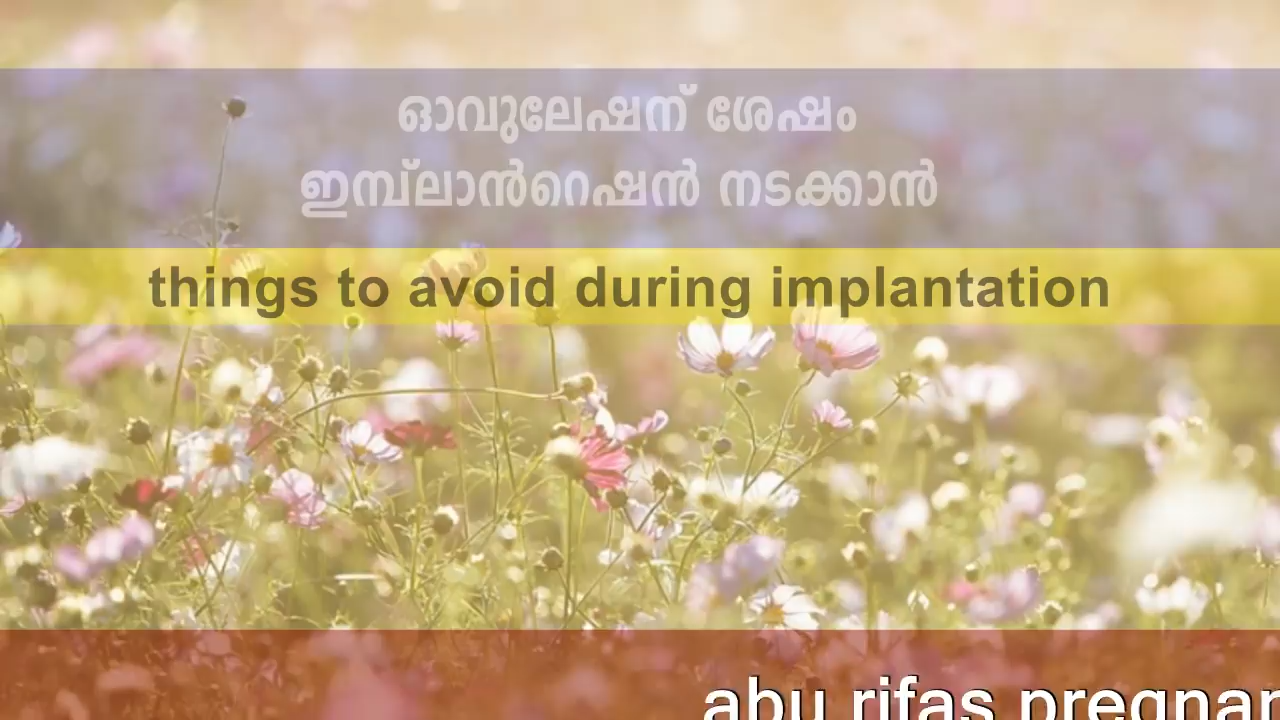 ഓവുലേഷന് ശേഷം
ഇമ്പ്ലാൻറെഷൻ നടക്കാൻ
things to avoid during implantation
abu rifas